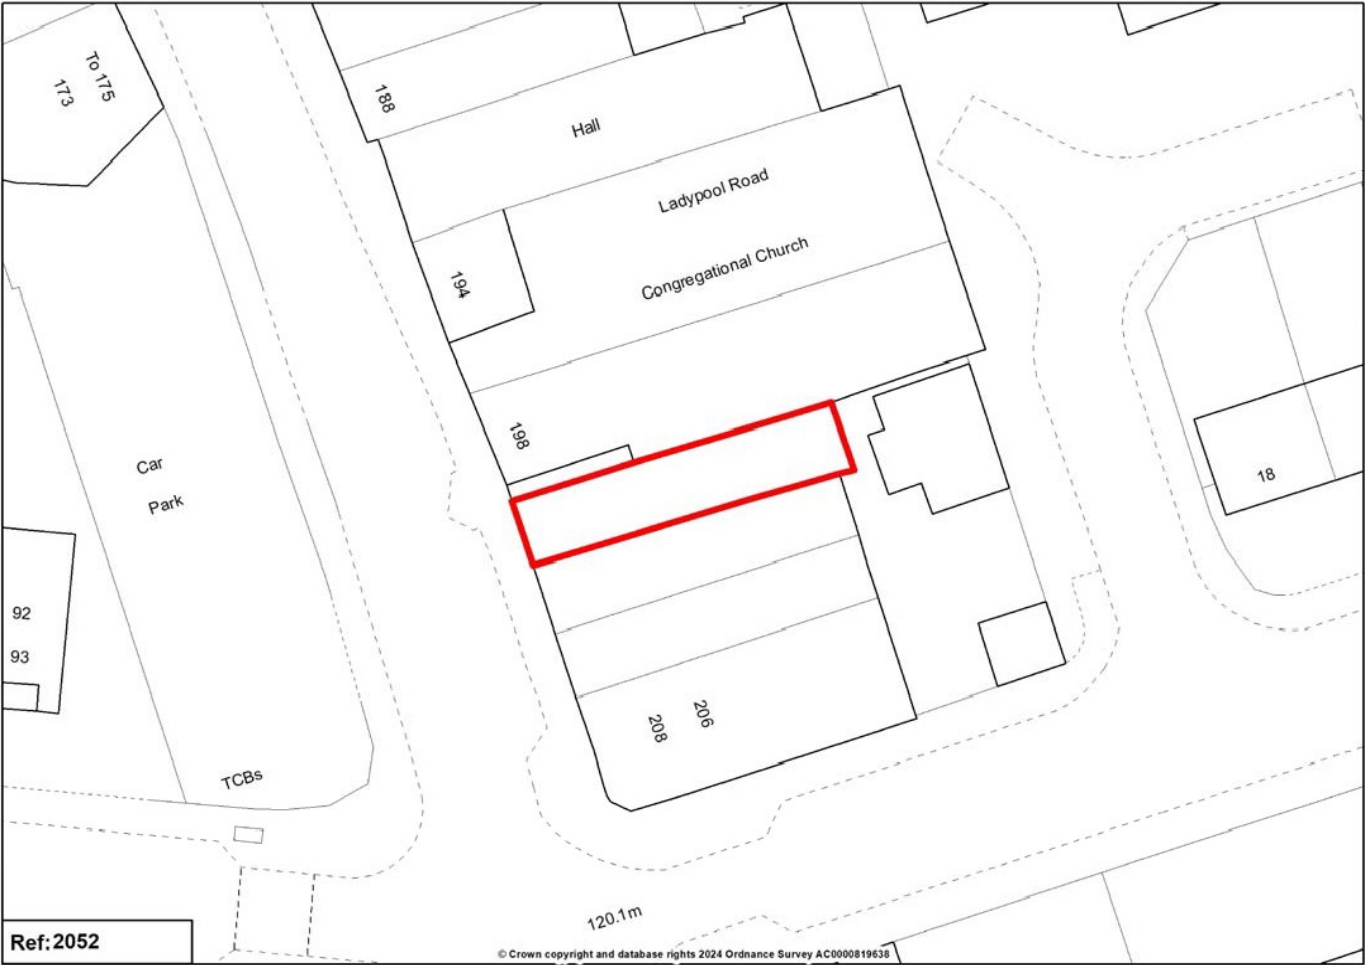 To 175
173
188
Hall
Ladypool Road
Congregational Church
194
198
Car
Park
18
92
93
206
208
TCBs
120.1m
Ref:2052
© Crown copyright and database rights 2024 Ordnance Survey AC0000819638